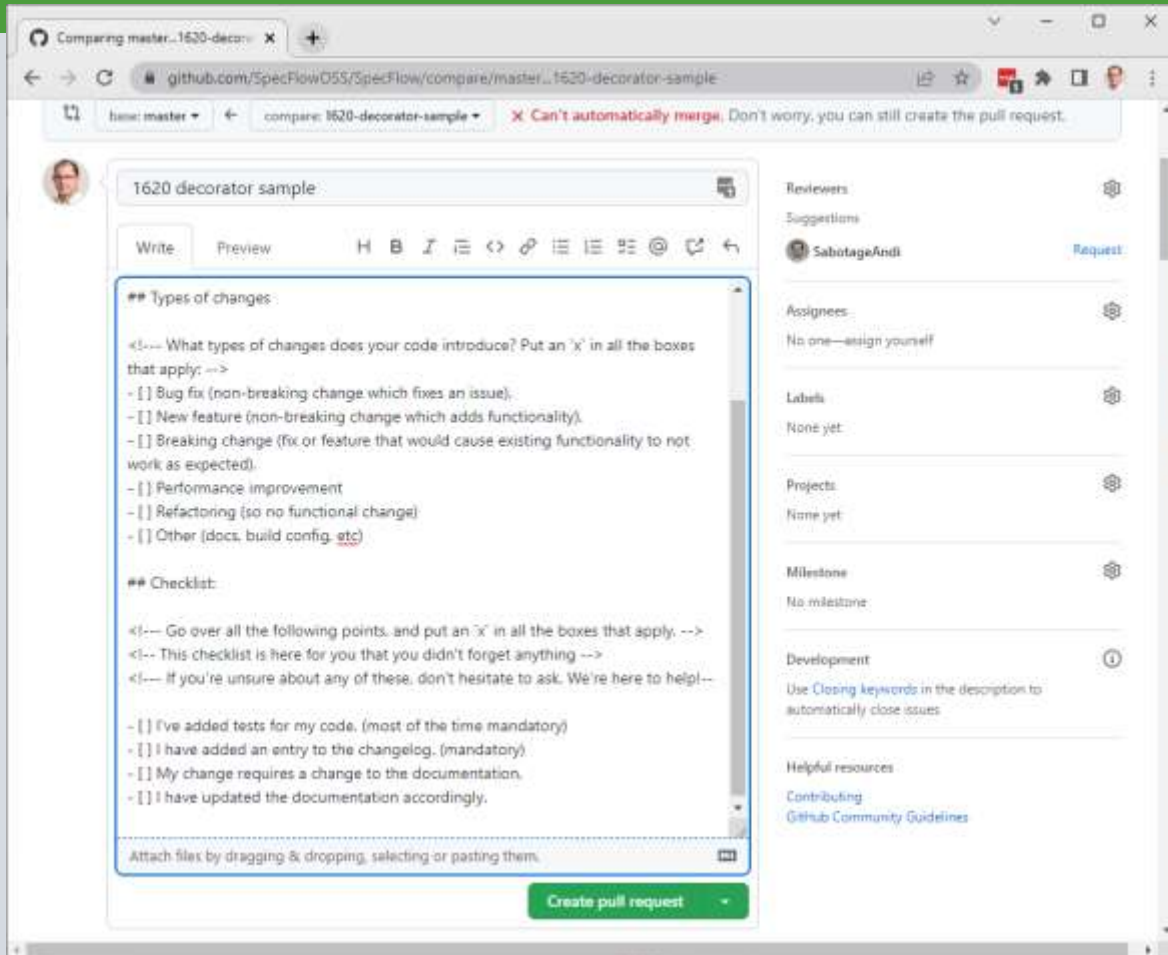 Comparing master...1620-decora
github.com/SpecFlowOSS/SpecFlow/compare/master...1620-decorator-sample
base: master
compare: 1620-decorator-sample
Can't automatically merge. Don't worry, you can still create the pull request.
1620 decorator sample
Write Preview
## Types of changes
<!--- What types of changes does your code introduce? Put an `x` in all the boxes
that apply: -->
- [ ] Bug fix (non-breaking change which fixes an issue).
- [ ] New feature (non-breaking change which adds functionality).
- [ ] Breaking change (fix or feature that would cause existing functionality to not
work as expected).
- [ ] Performance improvement
- [ ] Refactoring (so no functional change)
- [ ] Other (docs, build config, etc)
## Checklist:
<!--- Go over all the following points, and put an `x` in all the boxes that apply. -->
<!-- This checklist is here for you that you didn't forget anything -->
<!--- If you're unsure about any of these, don't hesitate to ask. We're here to help!--
- [ ] I've added tests for my code. (most of the time mandatory)
- [ ] I have added an entry to the changelog. (mandatory)
- [ ] My change requires a change to the documentation.
- [ ] I have updated the documentation accordingly.
Attach files by dragging & dropping, selecting or pasting them.
Create pull request
Reviewers
Suggestions
SabotageAndi Request
Assignees
No one—assign yourself
Labels
None yet
Projects
None yet
Milestone
No milestone
Development
Use Closing keywords in the description to
automatically close issues
Helpful resources
Contributing
GitHub Community Guidelines